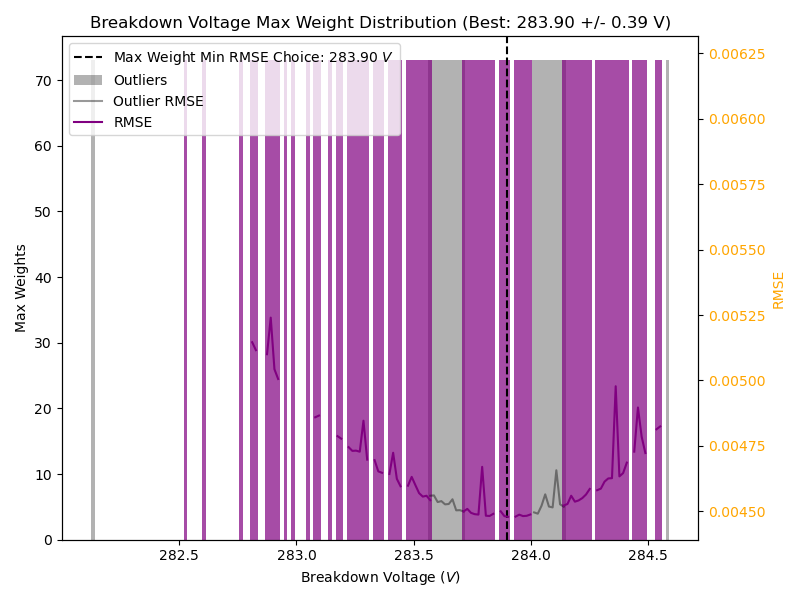 Breakdown Voltage Max Weight Distribution (Best: 283.90 +/- 0.39 V)
Max Weight Min RMSE Choice: 283.90 V
Outliers
Outlier RMSE
RMSE
Max Weights
70
60
50
40
30
20
10
0
282.5
283.0
283.5
284.0
284.5
Breakdown Voltage (V)
0.00625
0.00600
0.00575
0.00550
0.00525
0.00500
0.00475
0.00450
RMSE